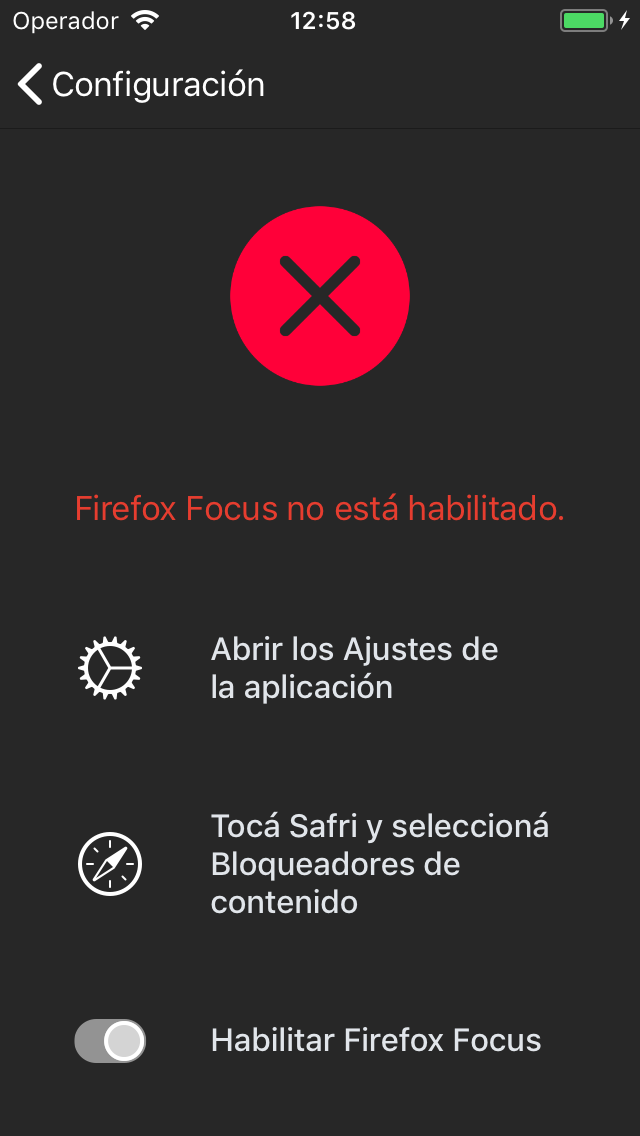 Operador 12:58
Configuración
Firefox Focus no está habilitado.
Abrir los Ajustes de
la aplicación
Tocá Safri y seleccioná
Bloqueadores de
contenido
Habilitar Firefox Focus